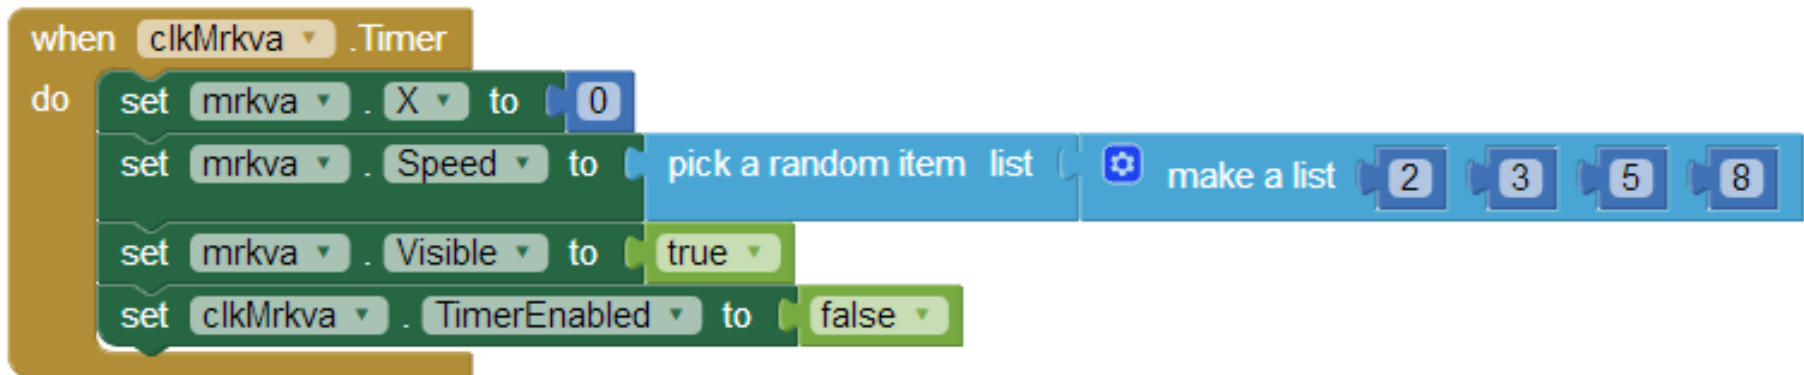 when clkMrkva .Timer
do set mrkva . X to 0
set mrkva . Speed to pick a random item list make a list 2 3 5 8
set mrkva . Visible to true
set clkMrkva . TimerEnabled to false